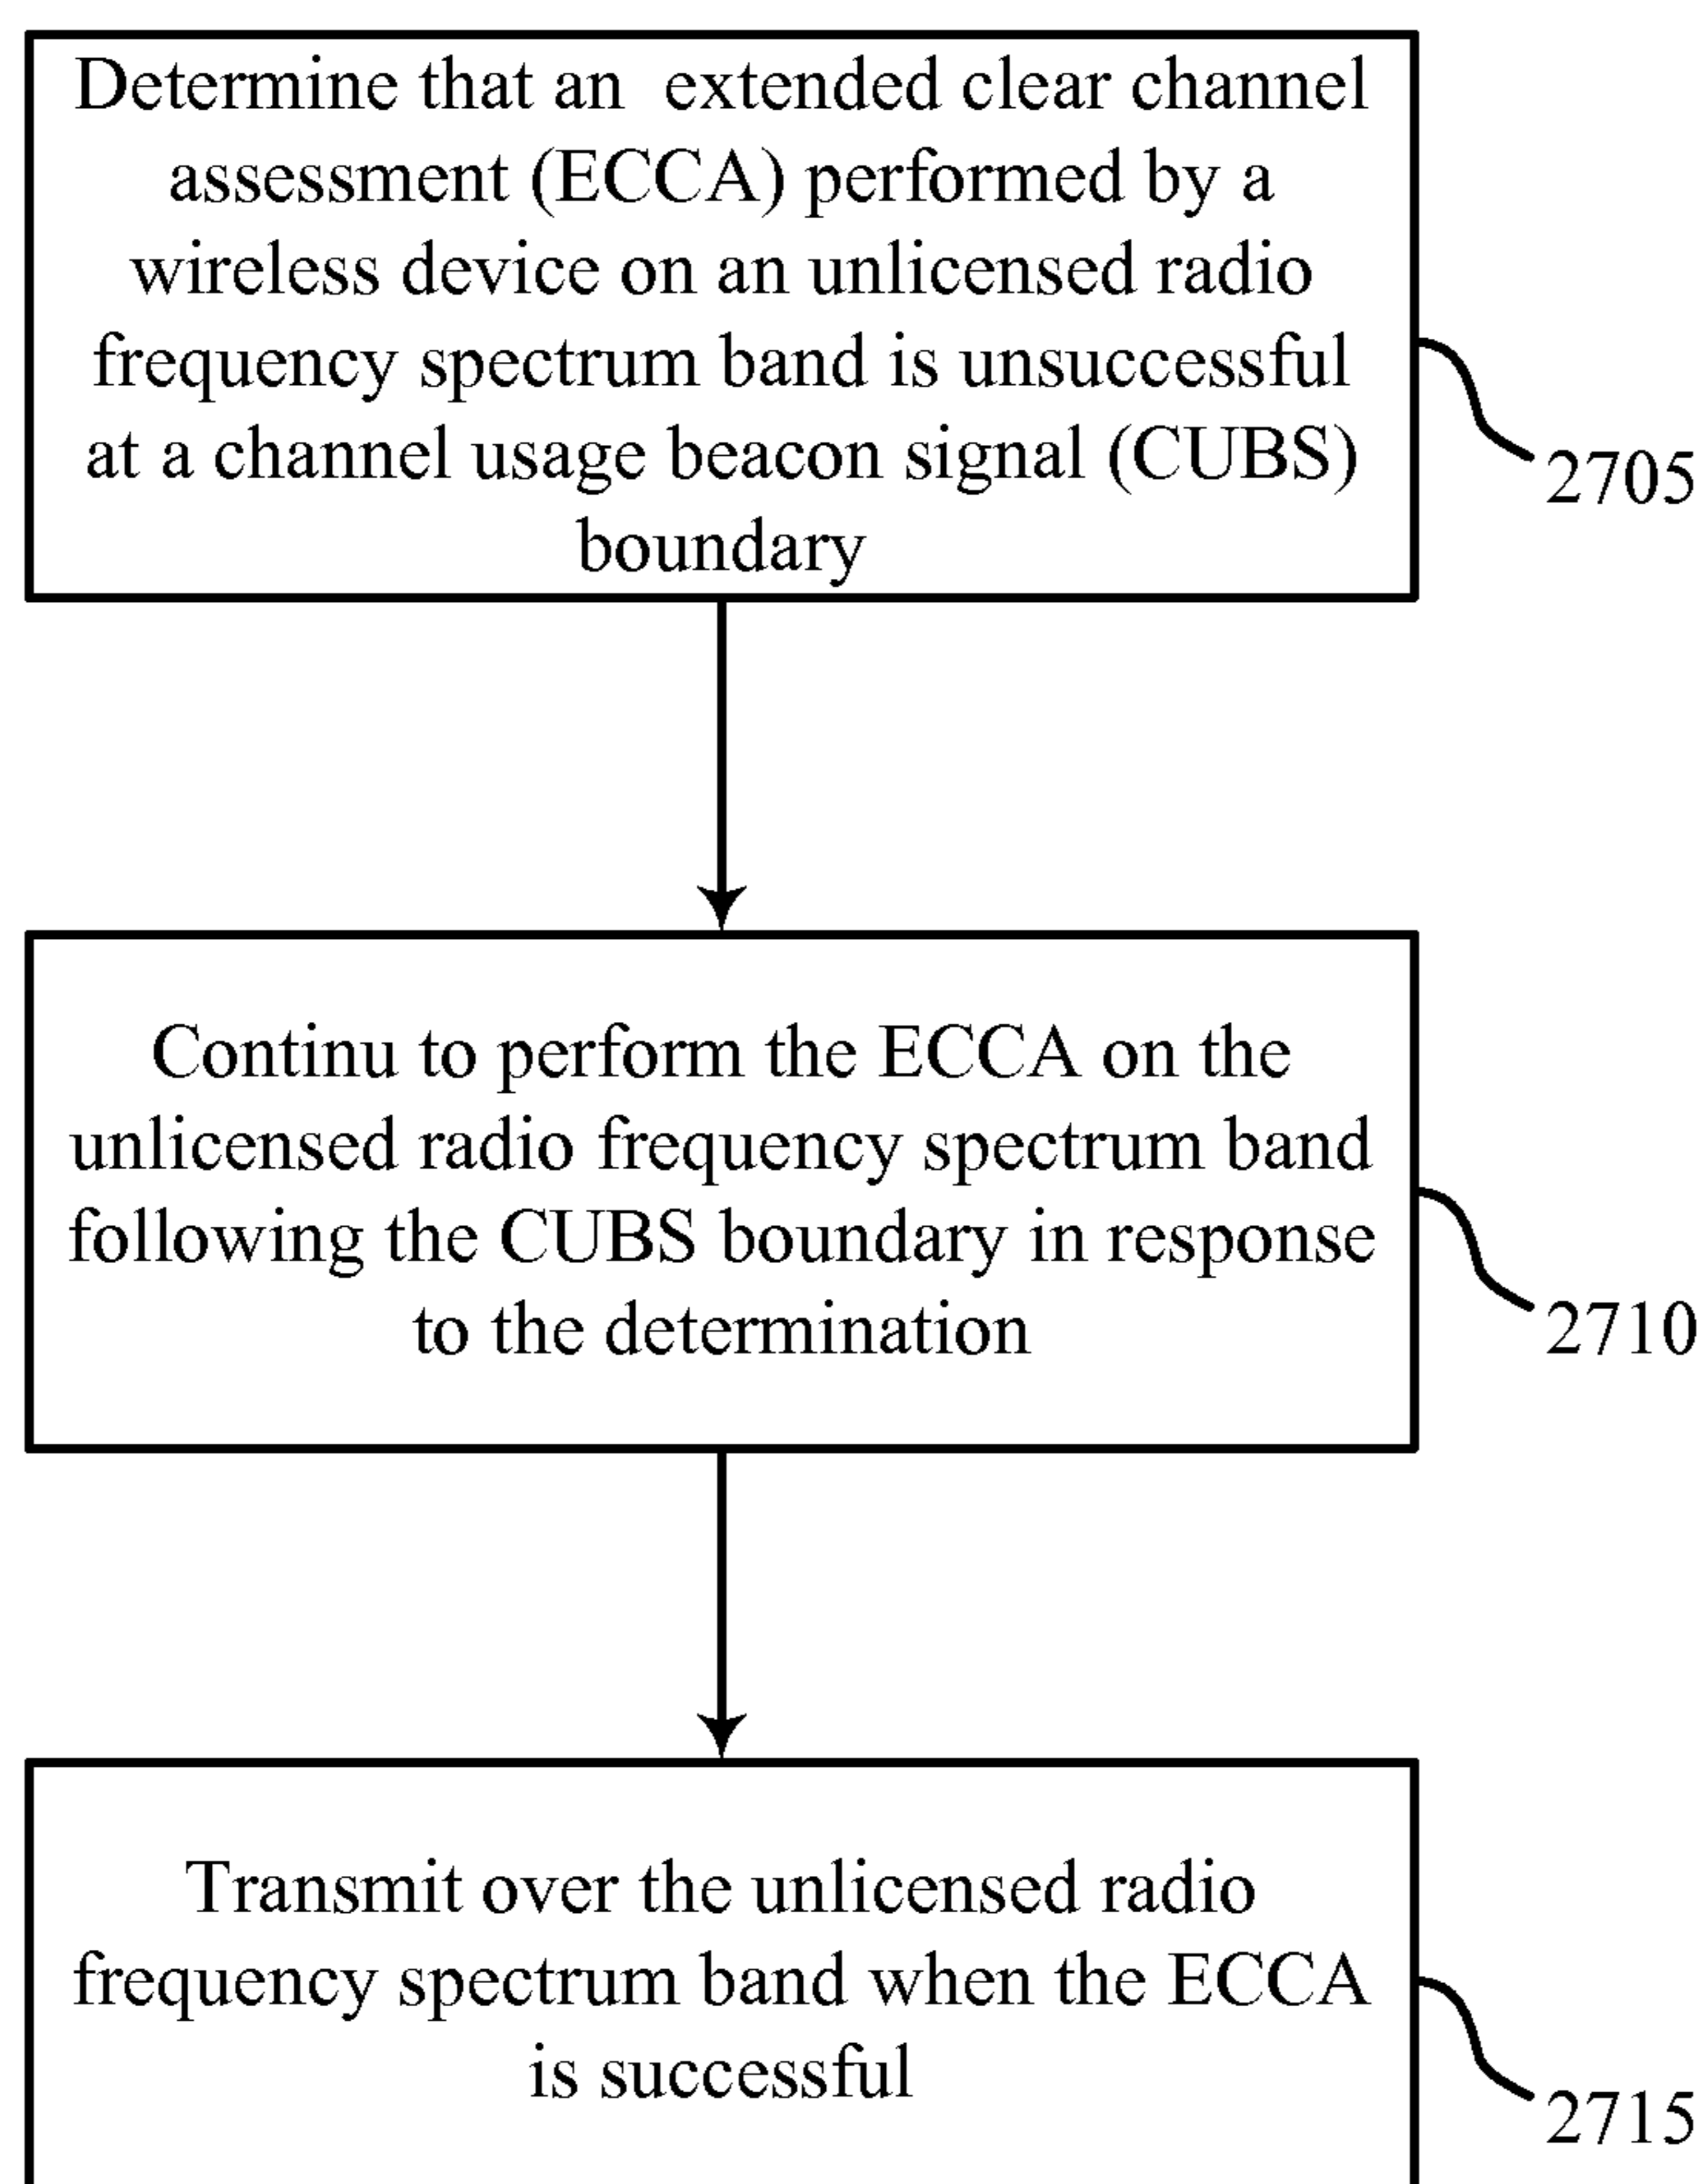 Determine that an extended clear channel
assessment (ECCA) performed by a
wireless device on an unlicensed radio
frequency spectrum band is unsuccessful
at a channel usage beacon signal (CUBS)
boundary
2705
Continu to perform the ECCA on the
unlicensed radio frequency spectrum band
following the CUBS boundary in response
to the determination
2710
Transmit over the unlicensed radio
frequency spectrum band when the ECCA
is successful
2715